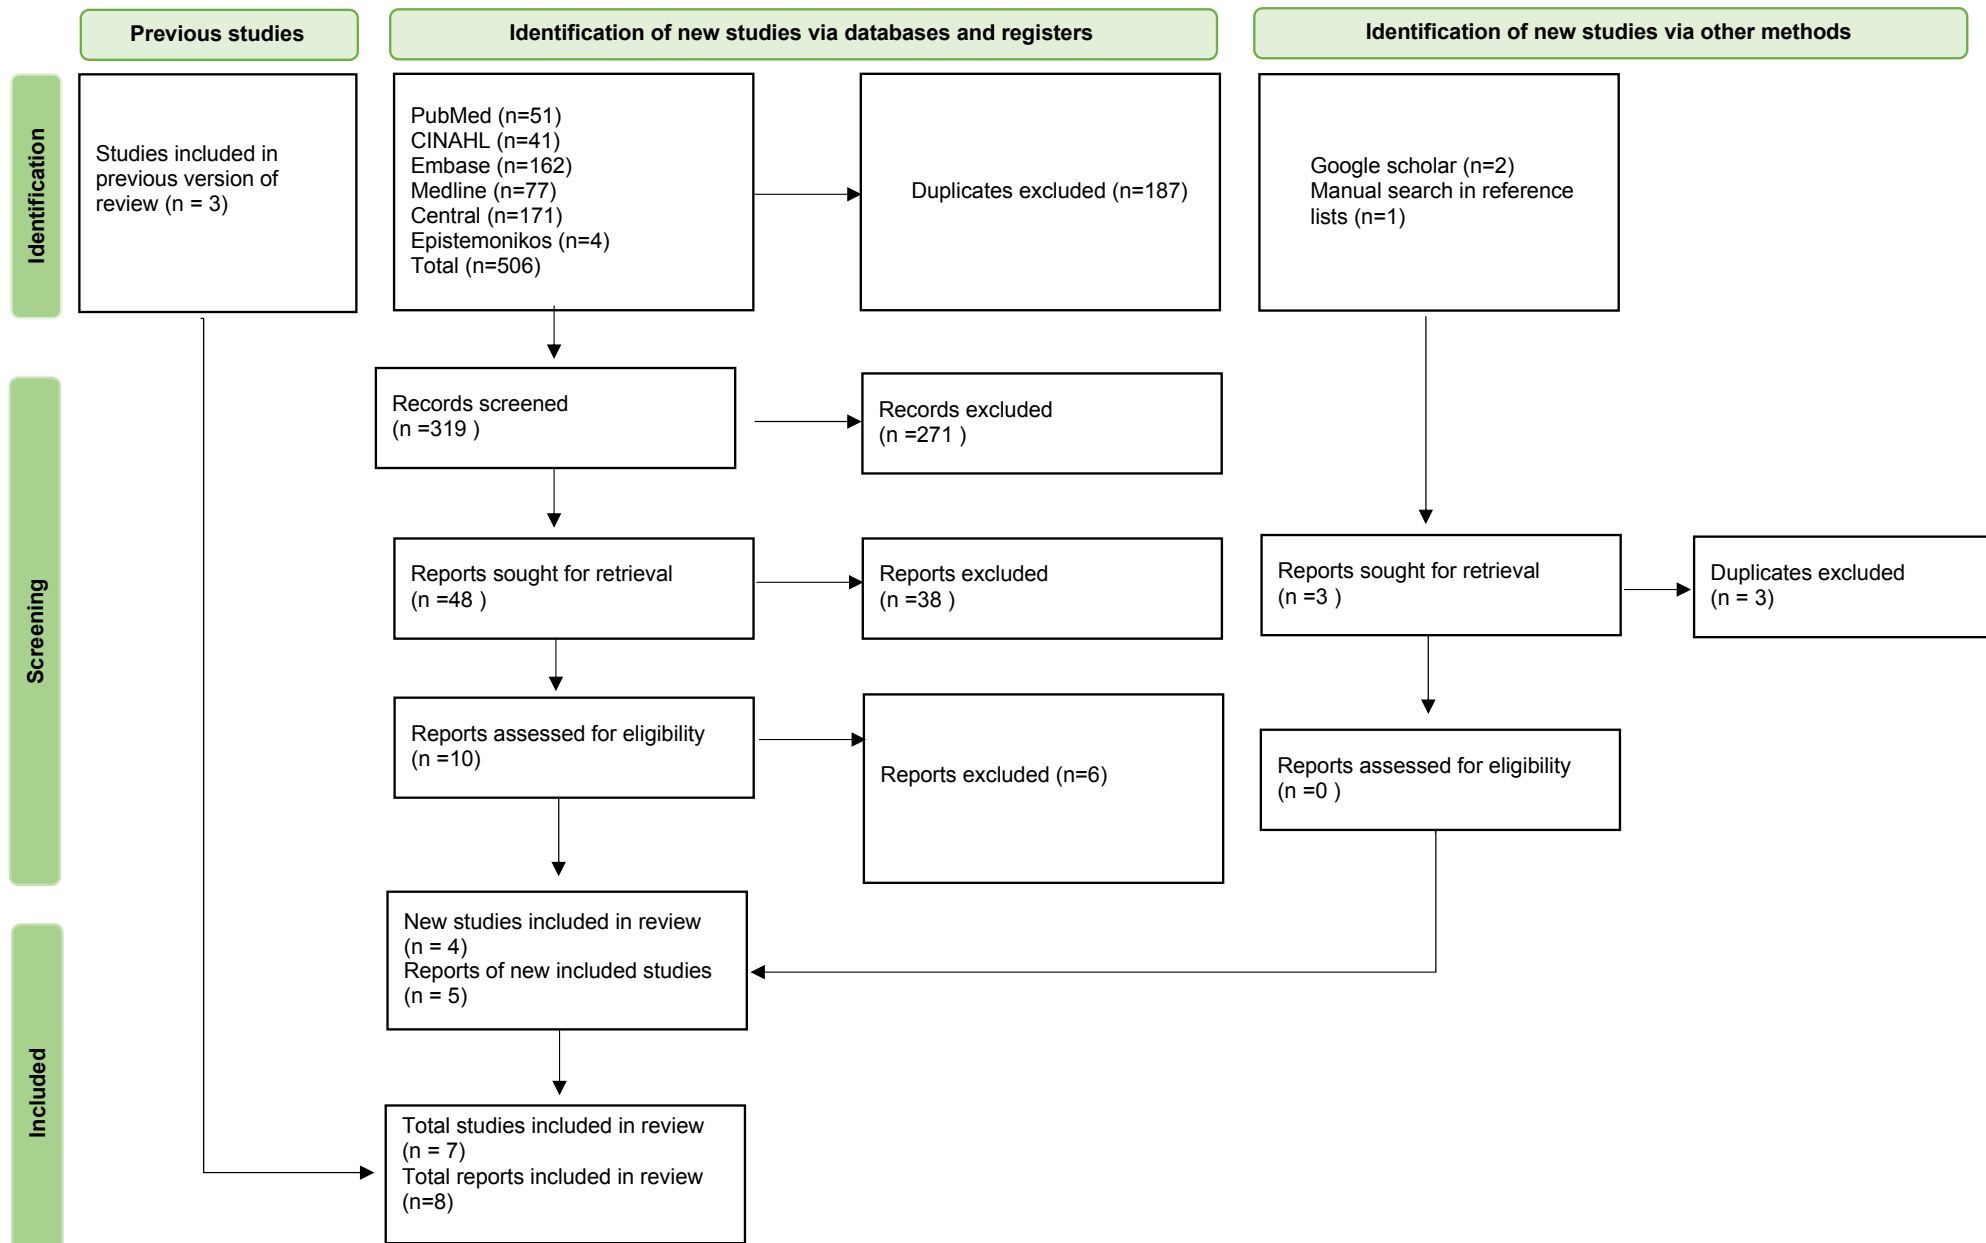 Previous studies
Identification of new studies via databases and registers
Identification of new studies via other methods
Identification
Studies included in
previous version of
review (n = 3)
PubMed (n=51)
CINAHL (n=41)
Embase (n=162)
Medline (n=77)
Central (n=171)
Epistemonikos (n=4)
Total (n=506)
Duplicates excluded (n=187)
Google scholar (n=2)
Manual search in reference
lists (n=1)
Screening
Records screened
(n =319 )
Records excluded
(n =271 )
Reports sought for retrieval
(n =48 )
Reports excluded
(n =38 )
Reports sought for retrieval
(n =3 )
Duplicates excluded
(n = 3)
Reports assessed for eligibility
(n =10)
Reports excluded (n=6)
Reports assessed for eligibility
(n =0 )
Included
New studies included in review
(n = 4)
Reports of new included studies
(n = 5)
Total studies included in review
(n = 7)
Total reports included in review
(n=8)